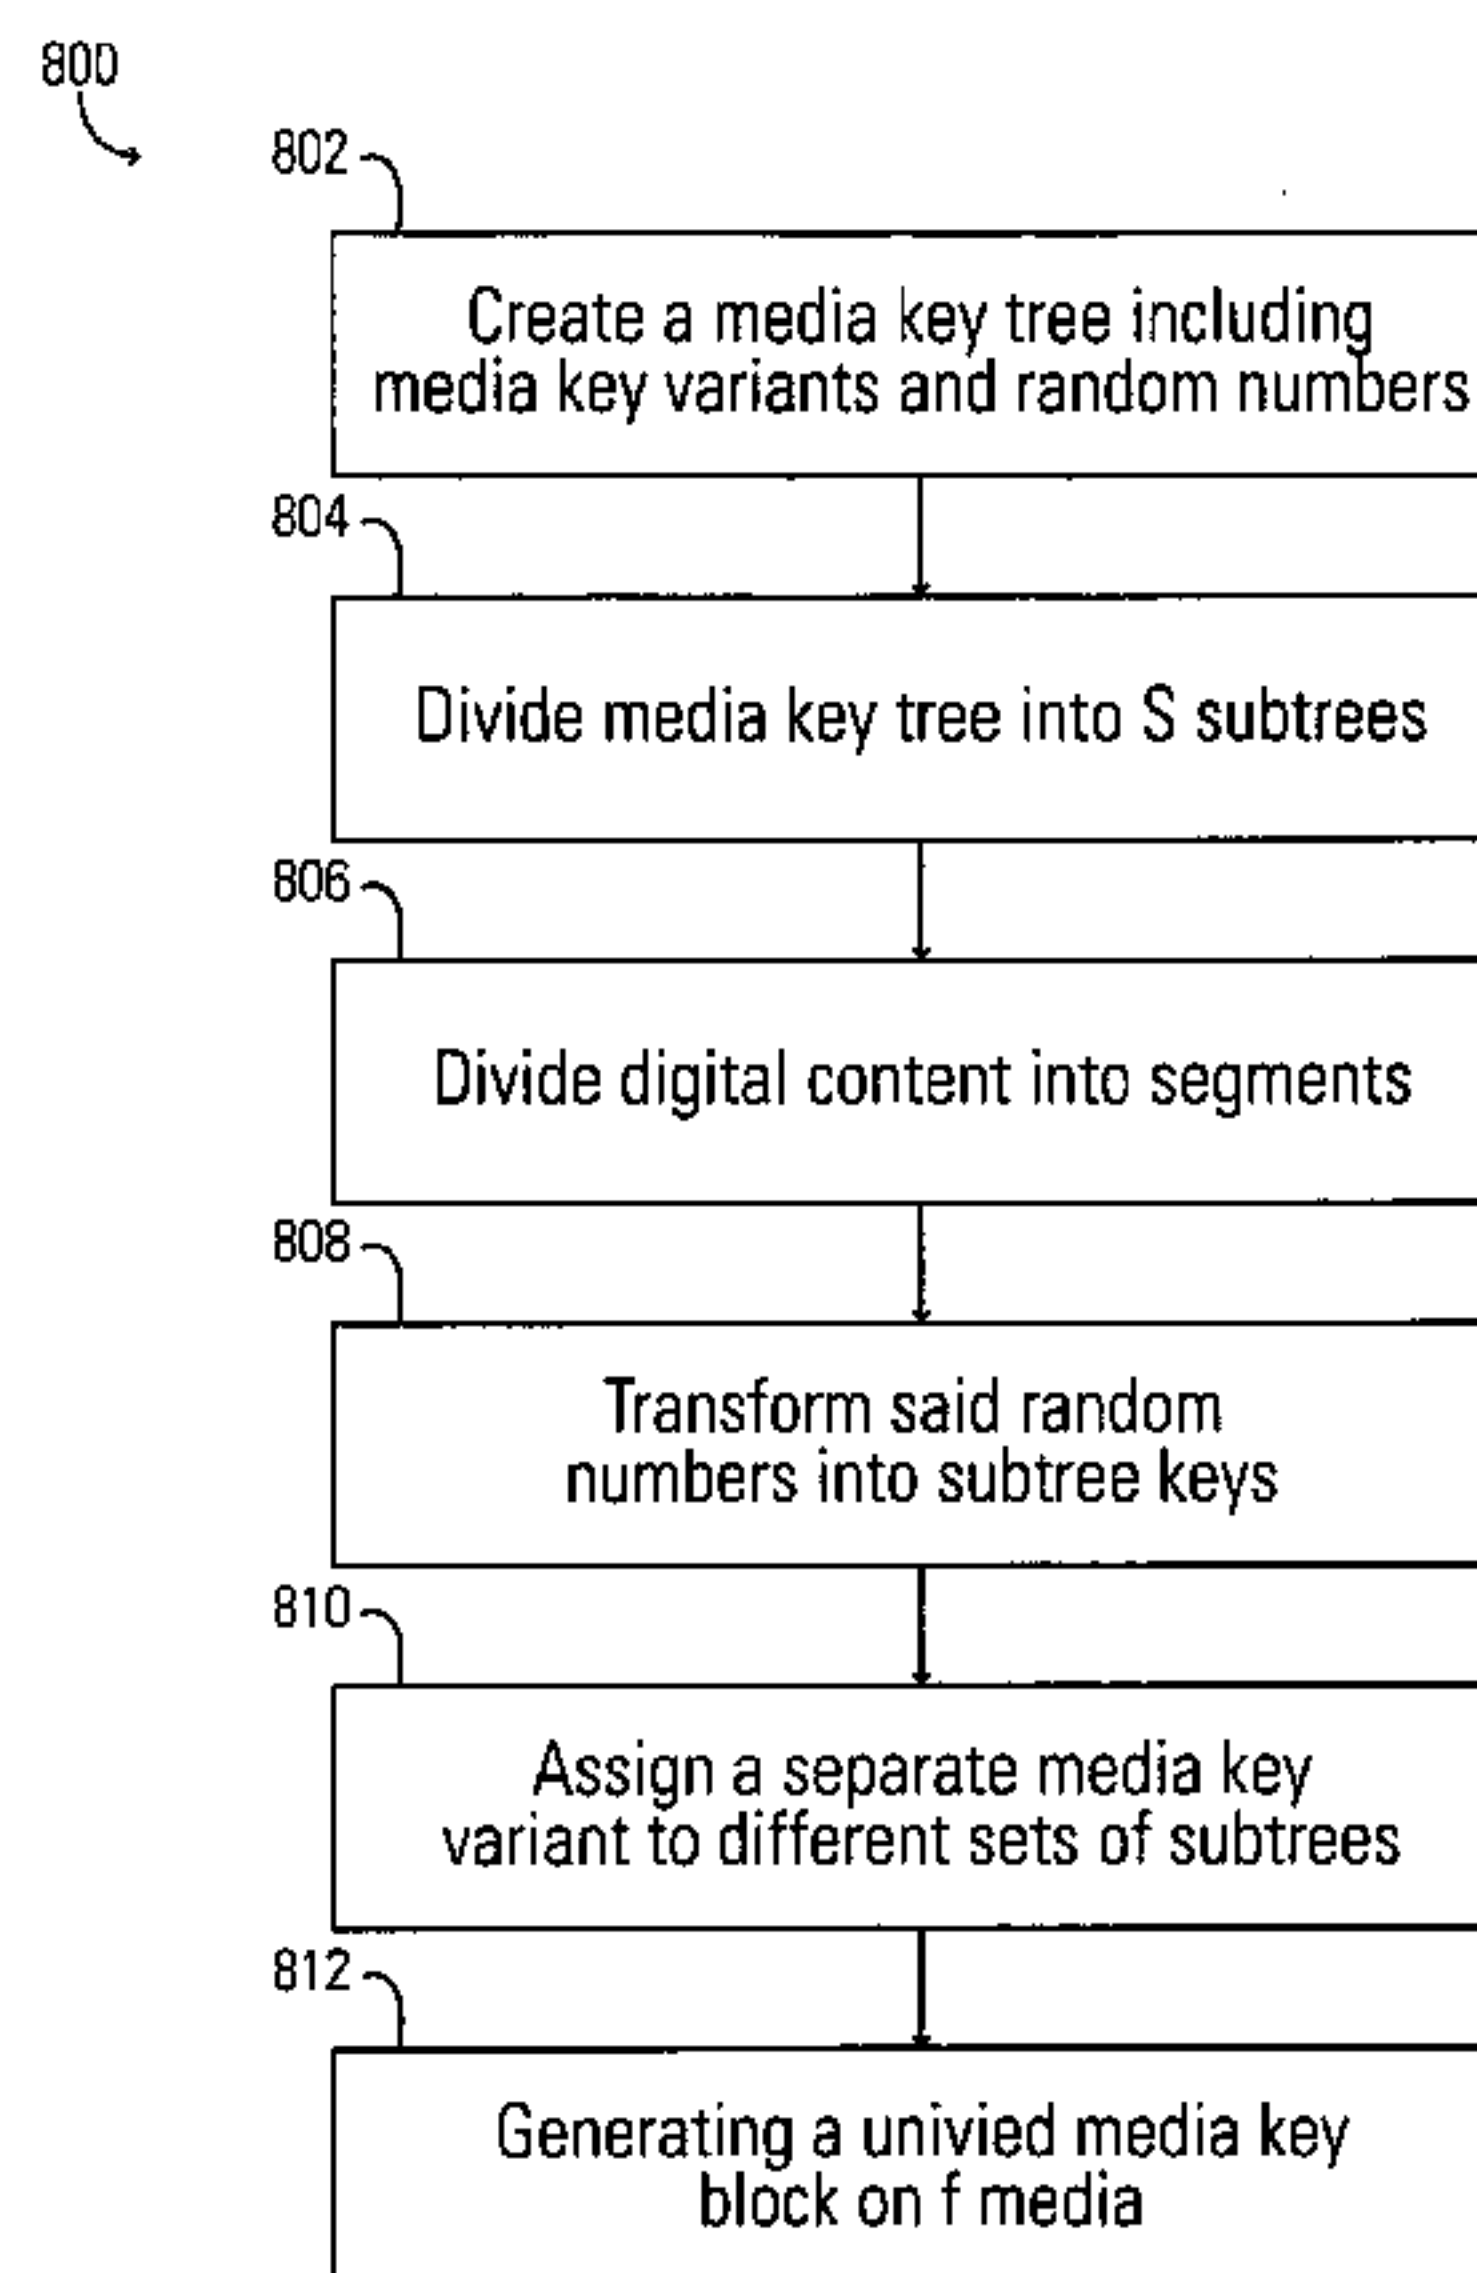 800
802
Create a media key tree including
media key variants and random numbers
804
Divide media key tree into S subtrees
806
Divide digital content into segments
808
Transform said random
numbers into subtree keys
810
Assign a separate media key
variant to different sets of subtrees
812
Generating a univied media key
block on f media